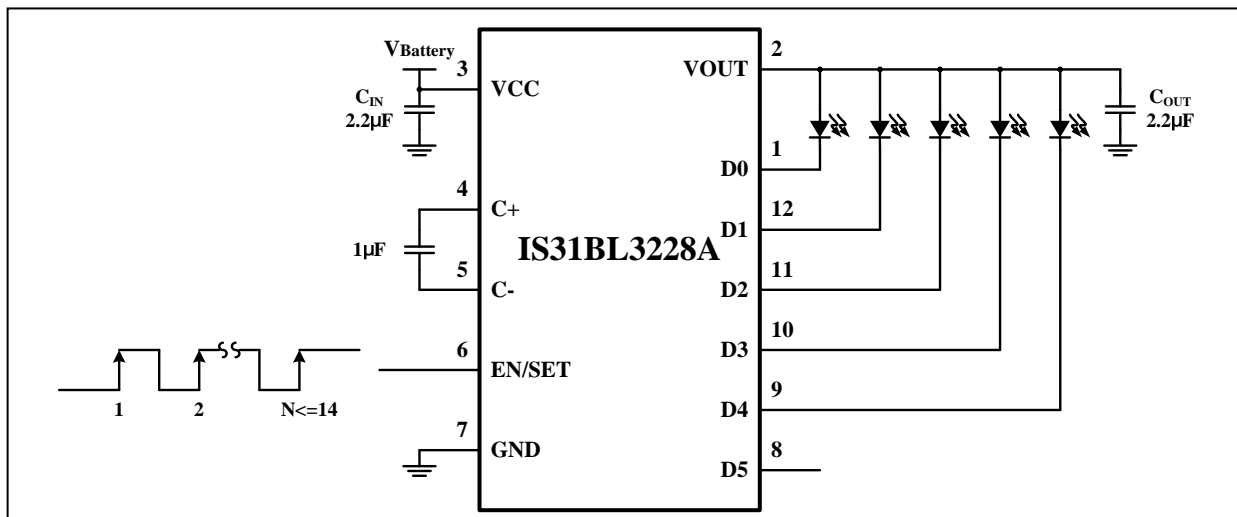 VBattery
3
VCC
CIN
2.2µF
4
C+
1µF
5
C-
6
EN/SET
1
2
N<=14
7
GND
IS31BL3228A
2
VOUT
COUT
2.2µF
1
D0
12
D1
11
D2
10
D3
9
D4
8
D5